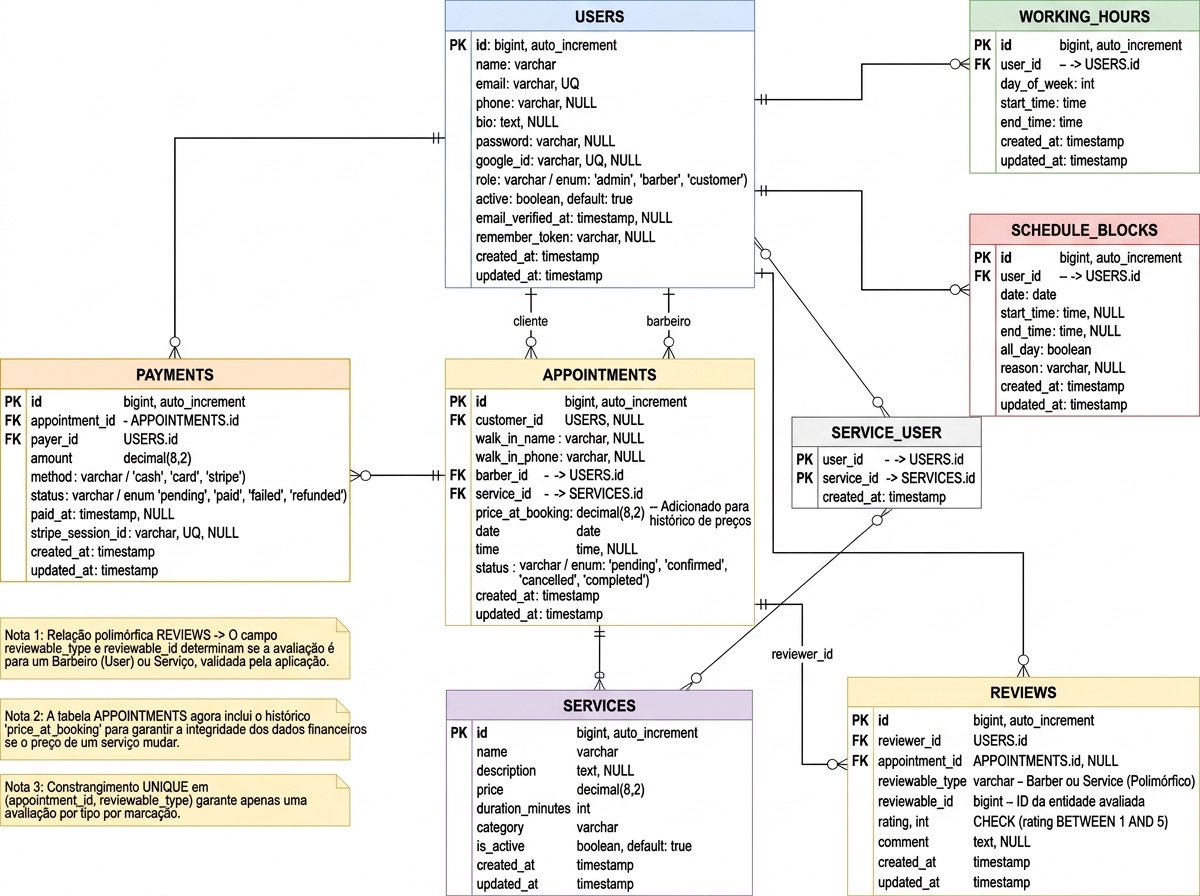 USERS
PK id: bigint, auto_increment
name: varchar
email: varchar, UQ
phone: varchar, NULL
bio: text, NULL
password: varchar, NULL
google_id: varchar, UQ, NULL
role: varchar / enum: 'admin', 'barber', 'customer')
active: boolean, default: true
email_verified_at: timestamp, NULL
remember_token: varchar, NULL
created_at: timestamp
updated_at: timestamp
WORKING_HOURS
PK id bigint, auto_increment
FK user_id – -> USERS.id
day_of_week: int
start_time: time
end_time: time
created_at: timestamp
updated_at: timestamp
SCHEDULE_BLOCKS
PK id bigint, auto_increment
FK user_id – -> USERS.id
date: date
start_time: time, NULL
end_time: time, NULL
all_day: boolean
reason: varchar, NULL
created_at: timestamp
updated_at: timestamp
cliente
barbeiro
PAYMENTS
PK id bigint, auto_increment
FK appointment_id - APPOINTMENTS.id
FK payer_id USERS.id
amount decimal(8,2)
method: varchar / 'cash', 'card', 'stripe')
status: varchar / enum 'pending', 'paid', 'failed', 'refunded')
paid_at: timestamp, NULL
stripe_session_id: varchar, UQ, NULL
created_at: timestamp
updated_at: timestamp
APPOINTMENTS
PK id bigint, auto_increment
FK customer_id USERS, NULL
walk_in_name : varchar, NULL
walk_in_phone: varchar, NULL
FK barber_id - -> USERS.id
FK service_id - -> SERVICES.id
price_at_booking: decimal(8,2) -- Adicionado para
histórico de preços
date date
time time, NULL
status : varchar / enum: 'pending', 'confirmed',
'cancelled', 'completed')
created_at: timestamp
updated_at: timestamp
SERVICE_USER
PK user_id - -> USERS.id
PK service_id -> SERVICES.id
created_at: timestamp
reviewer_id
Nota 1: Relação polimórfica REVIEWS -> O campo
reviewable_type e reviewable_id determinam se a avaliação é
para um Barbeiro (User) ou Serviço, validada pela aplicação.
Nota 2: A tabela APPOINTMENTS agora inclui o histórico
'price_at_booking' para garantir a integridade dos dados financeiros
se o preço de um serviço mudar.
Nota 3: Constrangimento UNIQUE em
(appointment_id, reviewable_type) garante apenas uma
avallação por tipo por marcação.
SERVICES
PK id bigint, auto_increment
name varchar
description text, NULL
price decimal(8,2)
duration_minutes int
category varchar
is_active boolean, default: true
created_at timestamp
updated_at timestamp
REVIEWS
PK id bigint, auto_increment
FK reviewer_id USERS.id
FK appointment_id APPOINTMENTS.id, NULL
reviewable_type varchar – Barber ou Service (Polimórfico)
reviewable_id bigint – ID da entidade avaliada
rating, int CHECK (rating BETWEEN 1 AND 5)
comment text, NULL
created_at timestamp
updated_at timestamp